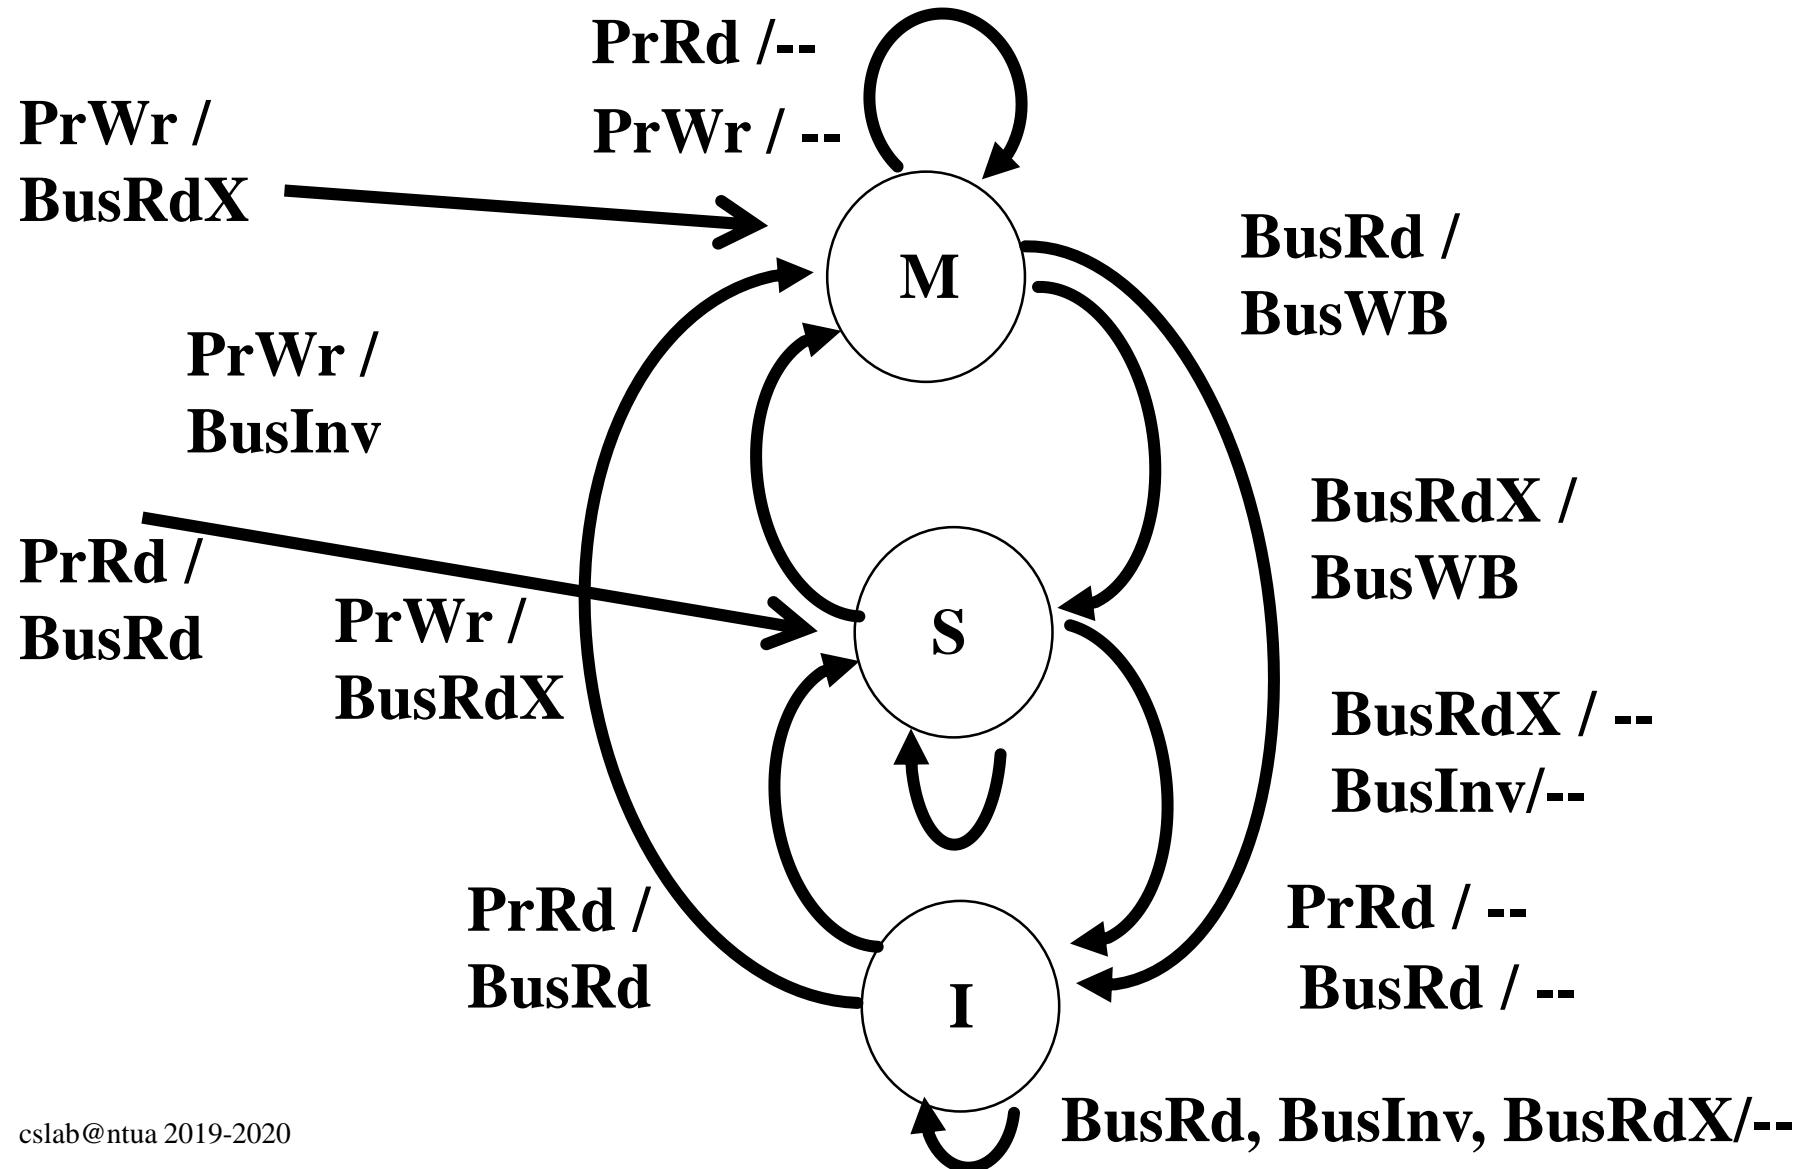 PrRd /--
PrWr / --
PrWr /
BusRdX
BusRd /
BusWB
M
PrWr /
BusInv
BusRdX /
BusWB
PrRd /
BusRd
PrWr /
BusRdX
S
BusRdX / --
BusInv/--
PrRd /
BusRd
PrRd / --
BusRd / --
I
BusRd, BusInv, BusRdX/--
cslab@ntua 2019-2020